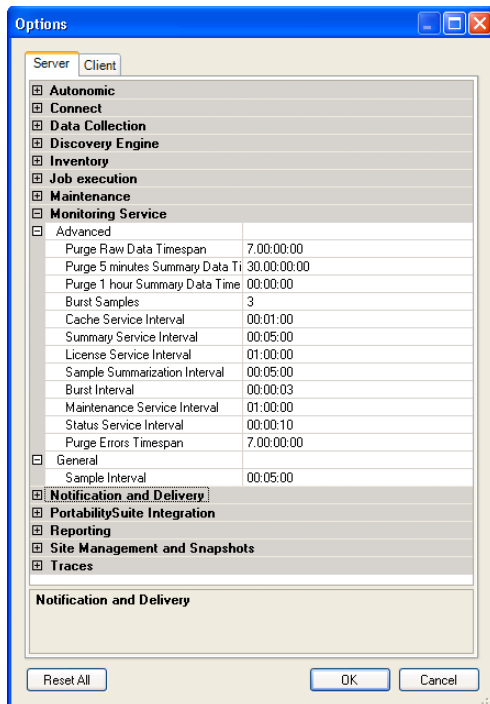 Options
Server Client
Autonomic
Connect
Data Collection
Discovery Engine
Inventory
Job execution
Maintenance
Monitoring Service
Advanced
Purge Raw Data Timespan 7.00:00:00
Purge 5 minutes Summary Data Ti 30.00:00:00
Purge 1 hour Summary Data Time 00:00:00
Burst Samples 3
Cache Service Interval 00:01:00
Summary Service Interval 00:05:00
License Service Interval 01:00:00
Sample Summarization Interval 00:05:00
Burst Interval 00:00:03
Maintenance Service Interval 01:00:00
Status Service Interval 00:00:10
Purge Errors Timespan 7.00:00:00
General
Sample Interval 00:05:00
Notification and Delivery
PortabilitySuite Integration
Reporting
Site Management and Snapshots
Traces
Notification and Delivery
Reset All OK Cancel